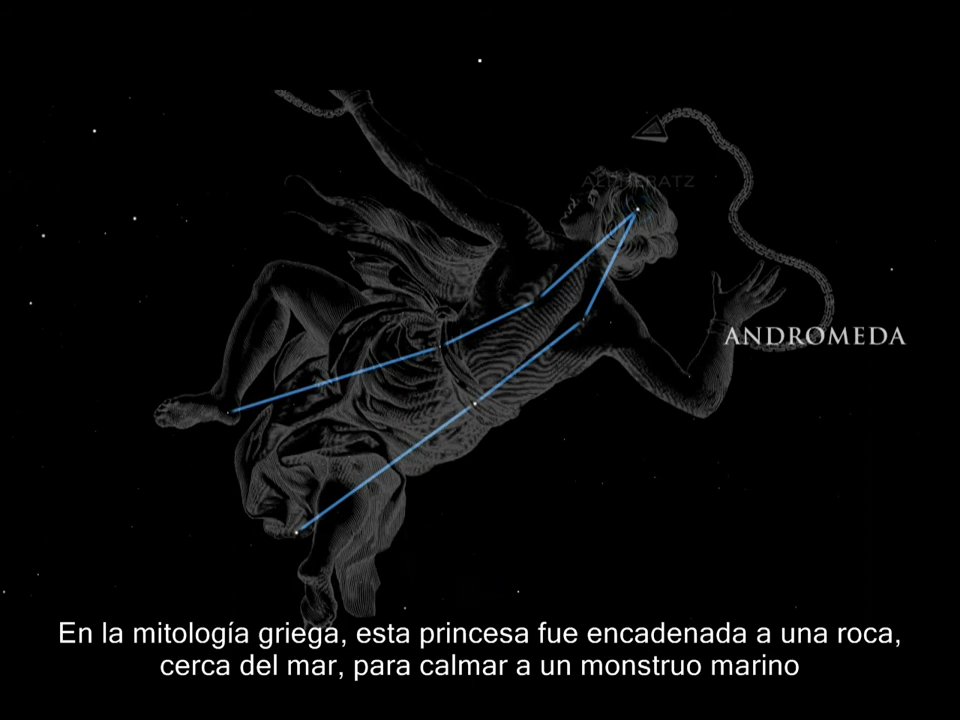 ALPHERATZ
ANDROMEDA
En la mitología griega, esta princesa fue encadenada a una roca,
cerca del mar, para calmar a un monstruo marino